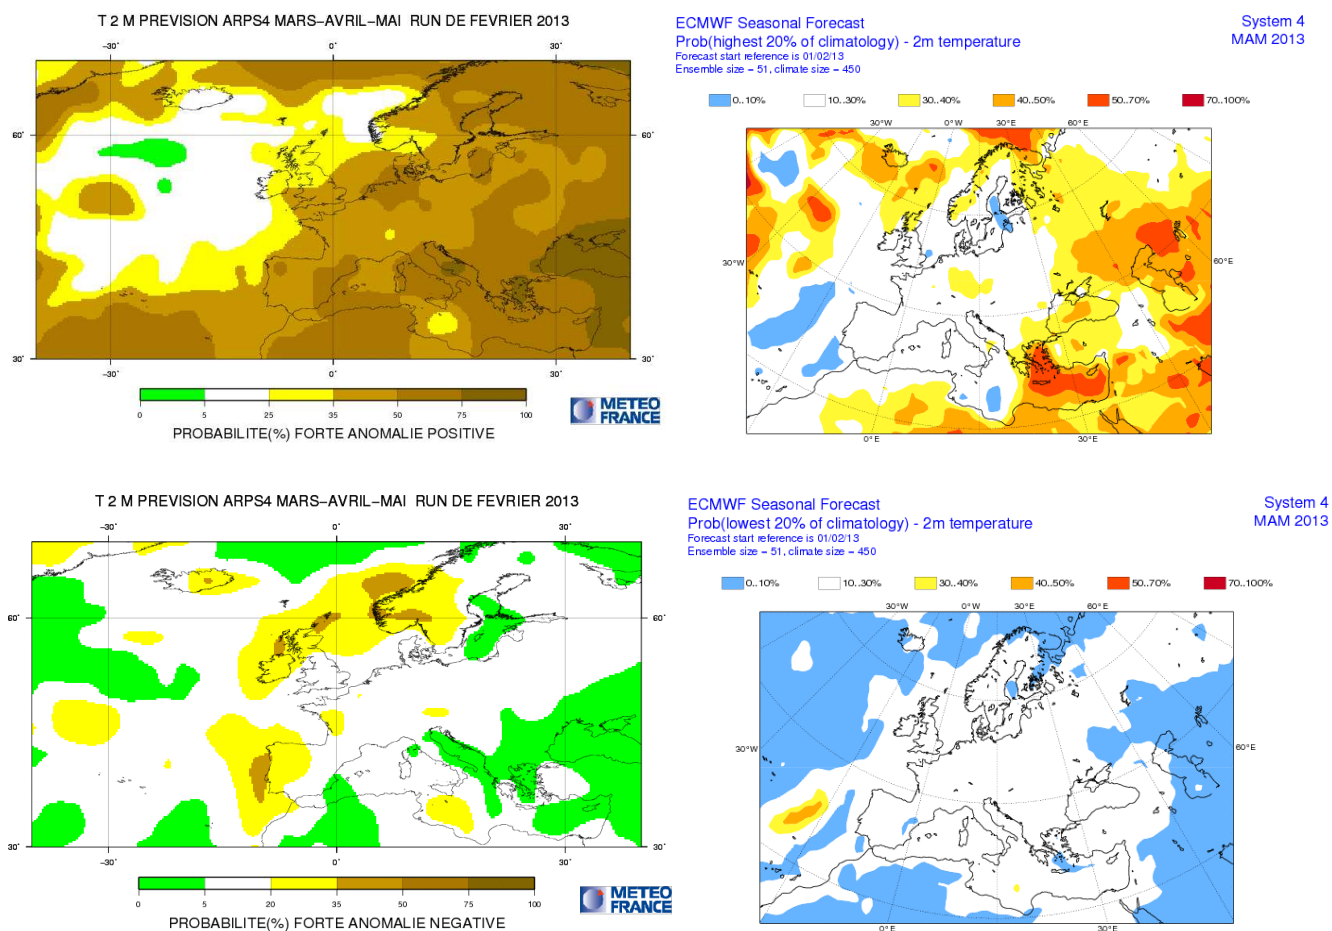 T 2 M PREVISION ARPS4 MARS-AVRIL-MAI RUN DE FEVRIER 2013
-30° 0° 30°
60° 60°
30° 30°
-30° 0° 30°
0 5 25 35 50 75 100
PROBABILITE(%) FORTE ANOMALIE POSITIVE
METEO
FRANCE
ECMWF Seasonal Forecast
System 4
Prob(highest 20% of climatology) - 2m temperature
MAM 2013
Forecast start reference is 01/02/13
Ensemble size = 51, climate size = 450
0..10% 10..30% 30..40% 40..50% 50..70% 70..100%
30°W 0°W 30°E 60°E
30°W 60°E
0°E 30°E
T 2 M PREVISION ARPS4 MARS-AVRIL-MAI RUN DE FEVRIER 2013
-30° 0° 30°
60° 60°
30° 30°
-30° 0° 30°
0 5 20 35 50 75 100
PROBABILITE(%) FORTE ANOMALIE NEGATIVE
METEO
FRANCE
ECMWF Seasonal Forecast
System 4
Prob(lowest 20% of climatology) - 2m temperature
MAM 2013
Forecast start reference is 01/02/13
Ensemble size = 51, climate size = 450
0..10% 10..30% 30..40% 40..50% 50..70% 70..100%
30°W 0°W 30°E 60°E
30°W 60°E
0°E 30°E